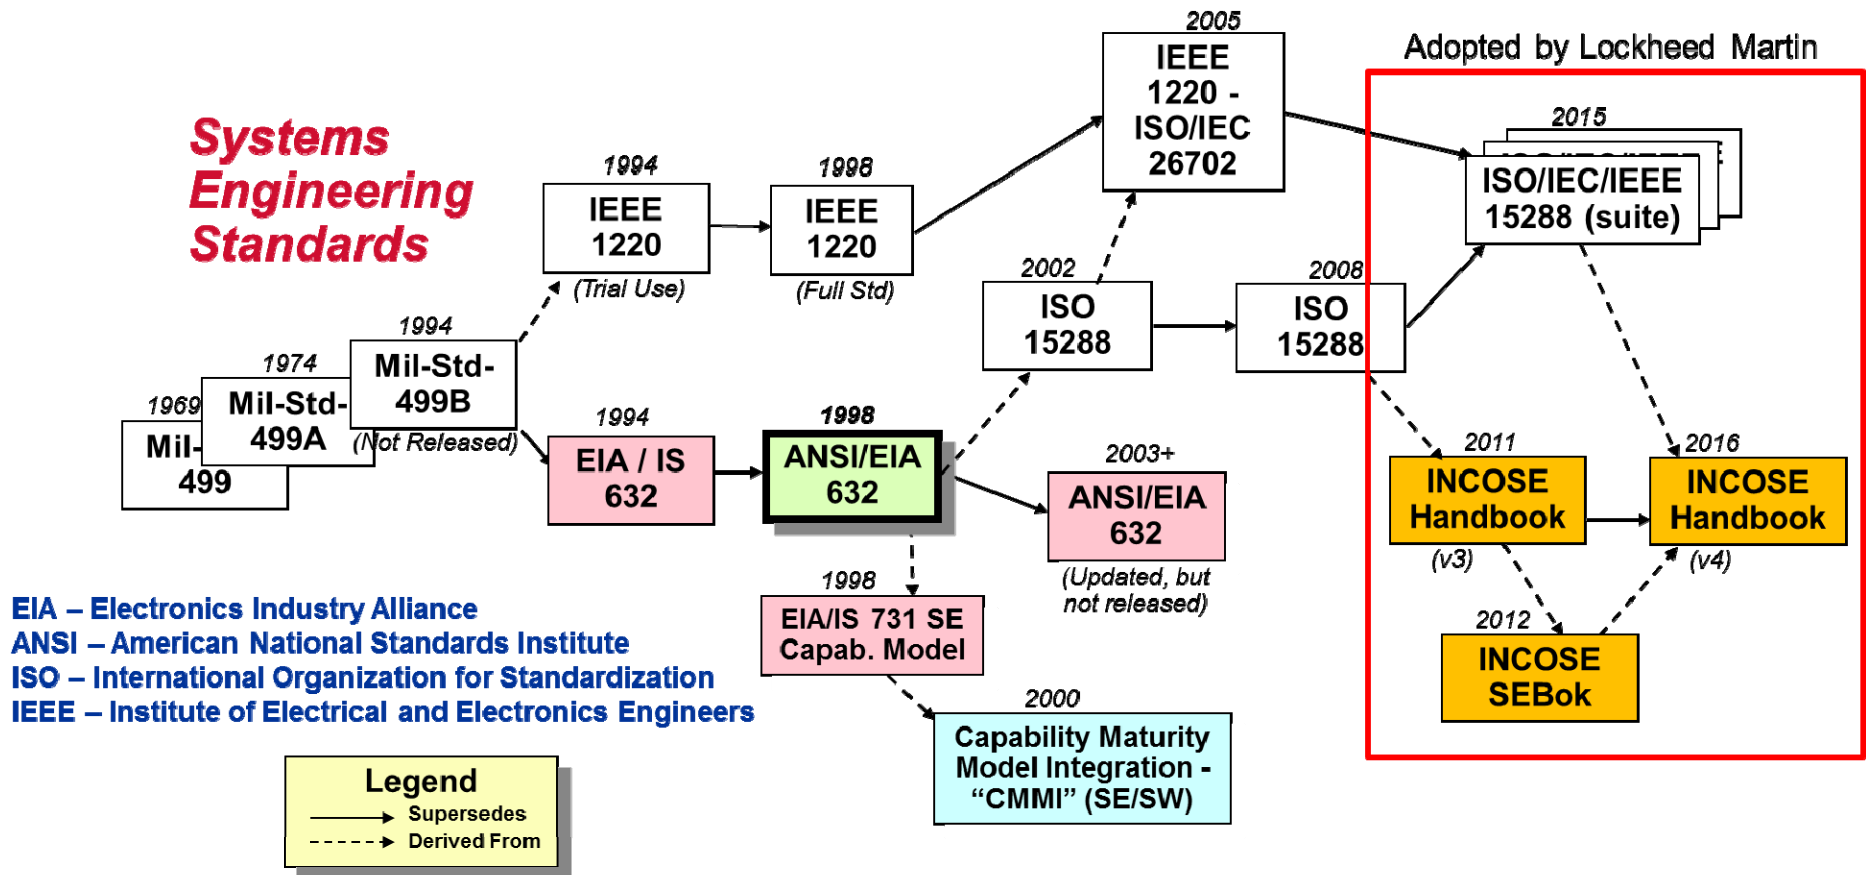 2005
Adopted by Lockheed Martin
IEEE
1220 -
ISO/IEC
26702
Systems
Engineering
Standards
1994
IEEE
1220
(Trial Use)
1998
IEEE
1220
(Full Std)
2015
ISO/IEC/IEEE
15288 (suite)
2002
ISO
15288
2008
ISO
15288
1969
Mil-
499
1974
Mil-Std-
499A
1994
Mil-Std-
499B
(Not Released)
1994
EIA / IS
632
1998
ANSI/EIA
632
2003+
ANSI/EIA
632
(Updated, but
not released)
2011
INCOSE
Handbook
(v3)
2016
INCOSE
Handbook
(v4)
2012
INCOSE
SEBok
1998
EIA/IS 731 SE
Capab. Model
2000
Capability Maturity
Model Integration -
“CMMI” (SE/SW)
EIA – Electronics Industry Alliance
ANSI – American National Standards Institute
ISO – International Organization for Standardization
IEEE – Institute of Electrical and Electronics Engineers
Legend
Supersedes
Derived From